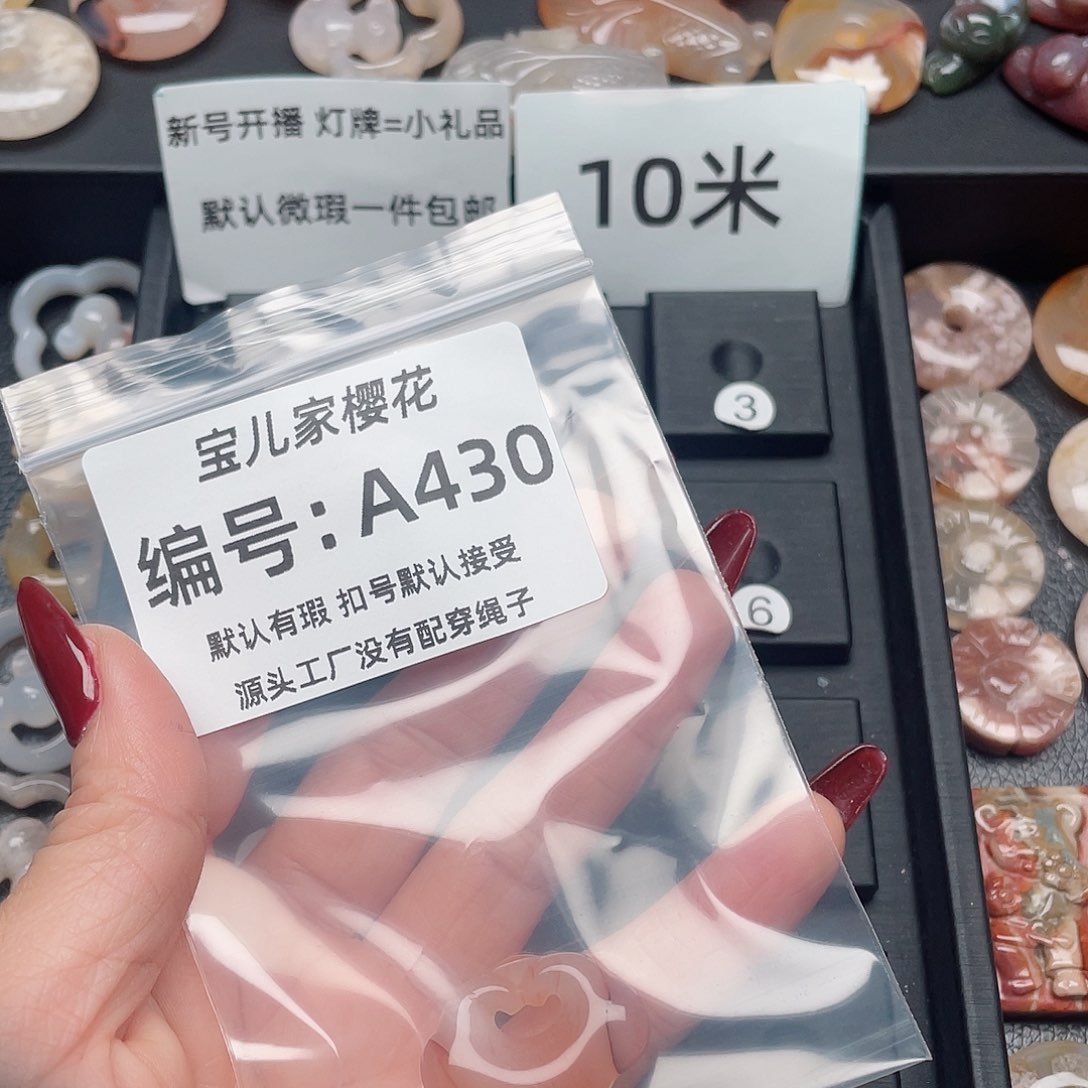 新号开播 灯牌=小礼品
默认微瑕一件包邮
10米
宝儿家樱花
编号：A430
默认有瑕 扣号默认接受
源头工厂没有配穿绳子
3
6